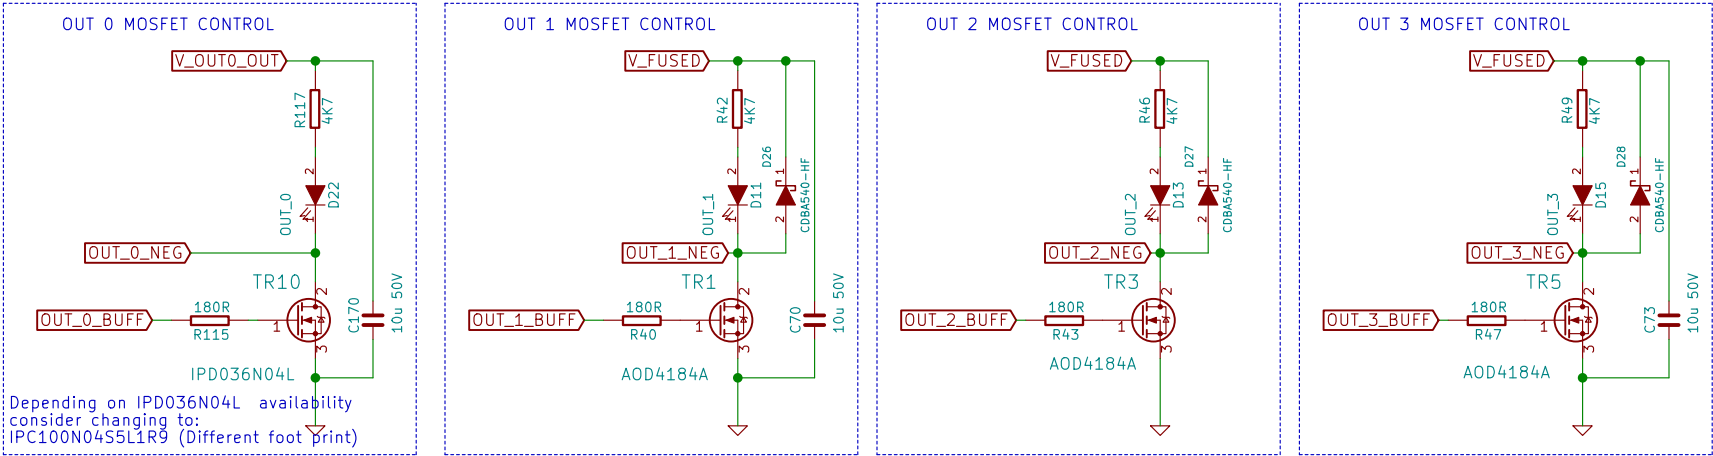 OUT 0 MOSFET CONTROL
V_OUT0_OUT
R117
4K7
2
D22
1
OUT_0
OUT_0_NEG
TR10
2
180R
OUT_0_BUFF
1
R115
3
C170
10u 50V
IPD036N04L
Depending on IPD036N04L availability
consider changing to:
IPC100N04S5L1R9 (Different foot print)
OUT 1 MOSFET CONTROL
V_FUSED
R42
4K7
D26
2
1
D11
CDBA540-HF
1
2
OUT_1
OUT_1_NEG
TR1
2
180R
OUT_1_BUFF
1
R40
3
C70
10u 50V
AOD4184A
OUT 2 MOSFET CONTROL
V_FUSED
R46
4K7
D27
2
1
D13
CDBA540-HF
1
2
OUT_2
OUT_2_NEG
TR3
2
180R
OUT_2_BUFF
1
R43
3
AOD4184A
OUT 3 MOSFET CONTROL
V_FUSED
R49
4K7
D28
2
1
D15
CDBA540-HF
1
2
OUT_3
OUT_3_NEG
TR5
2
180R
OUT_3_BUFF
1
R47
3
C73
10u 50V
AOD4184A